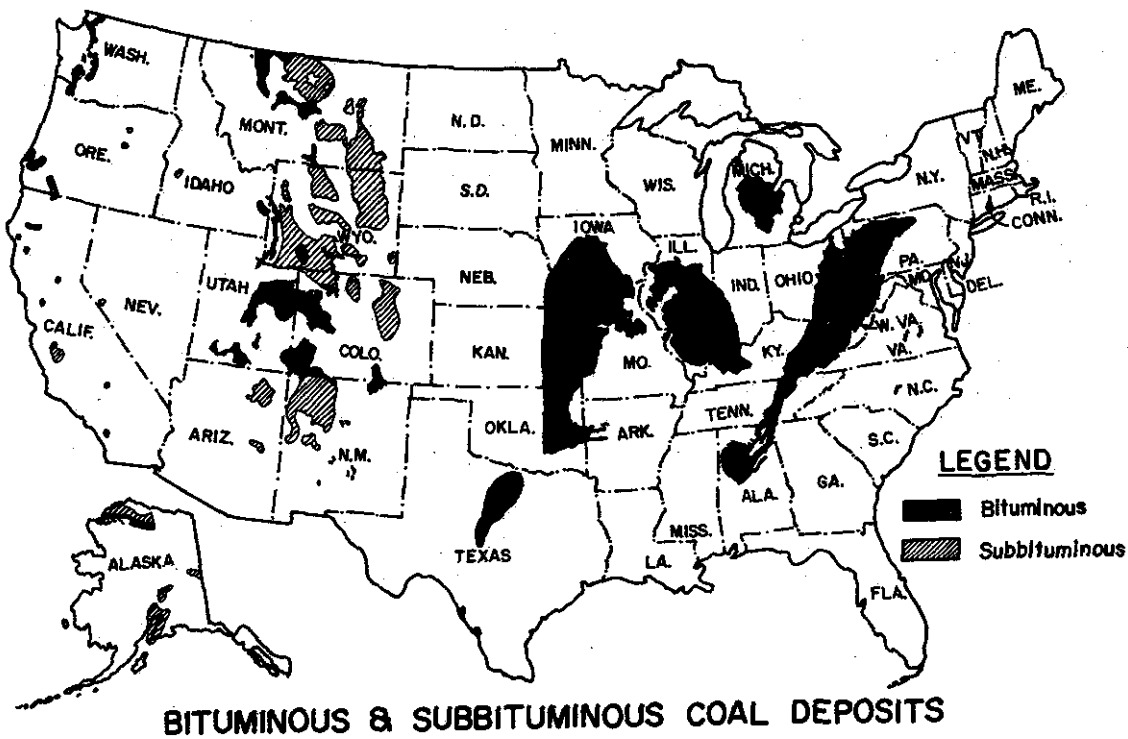 WASH.
ME.
MONT.
N.D.
MINN.
VT.
N.H.
ORE.
MICH.
IDAHO
S.D.
WIS.
N.Y.
MASS.
R.I.
CONN.
WYO.
IOWA
ILL.
PA.
N.J.
NEB.
UTAH
IND.
OHIO
MD.
DEL.
NEV.
W.VA.
CALIF.
COLO.
KAN.
MO.
KY.
VA.
N.C.
TENN.
ARIZ.
N.M.
OKLA.
ARK.
S.C.
LEGEND
ALA.
GA.
Bituminous
MISS.
Subbituminous
ALASKA
TEXAS
LA.
FLA.
BITUMINOUS & SUBBITUMINOUS COAL DEPOSITS